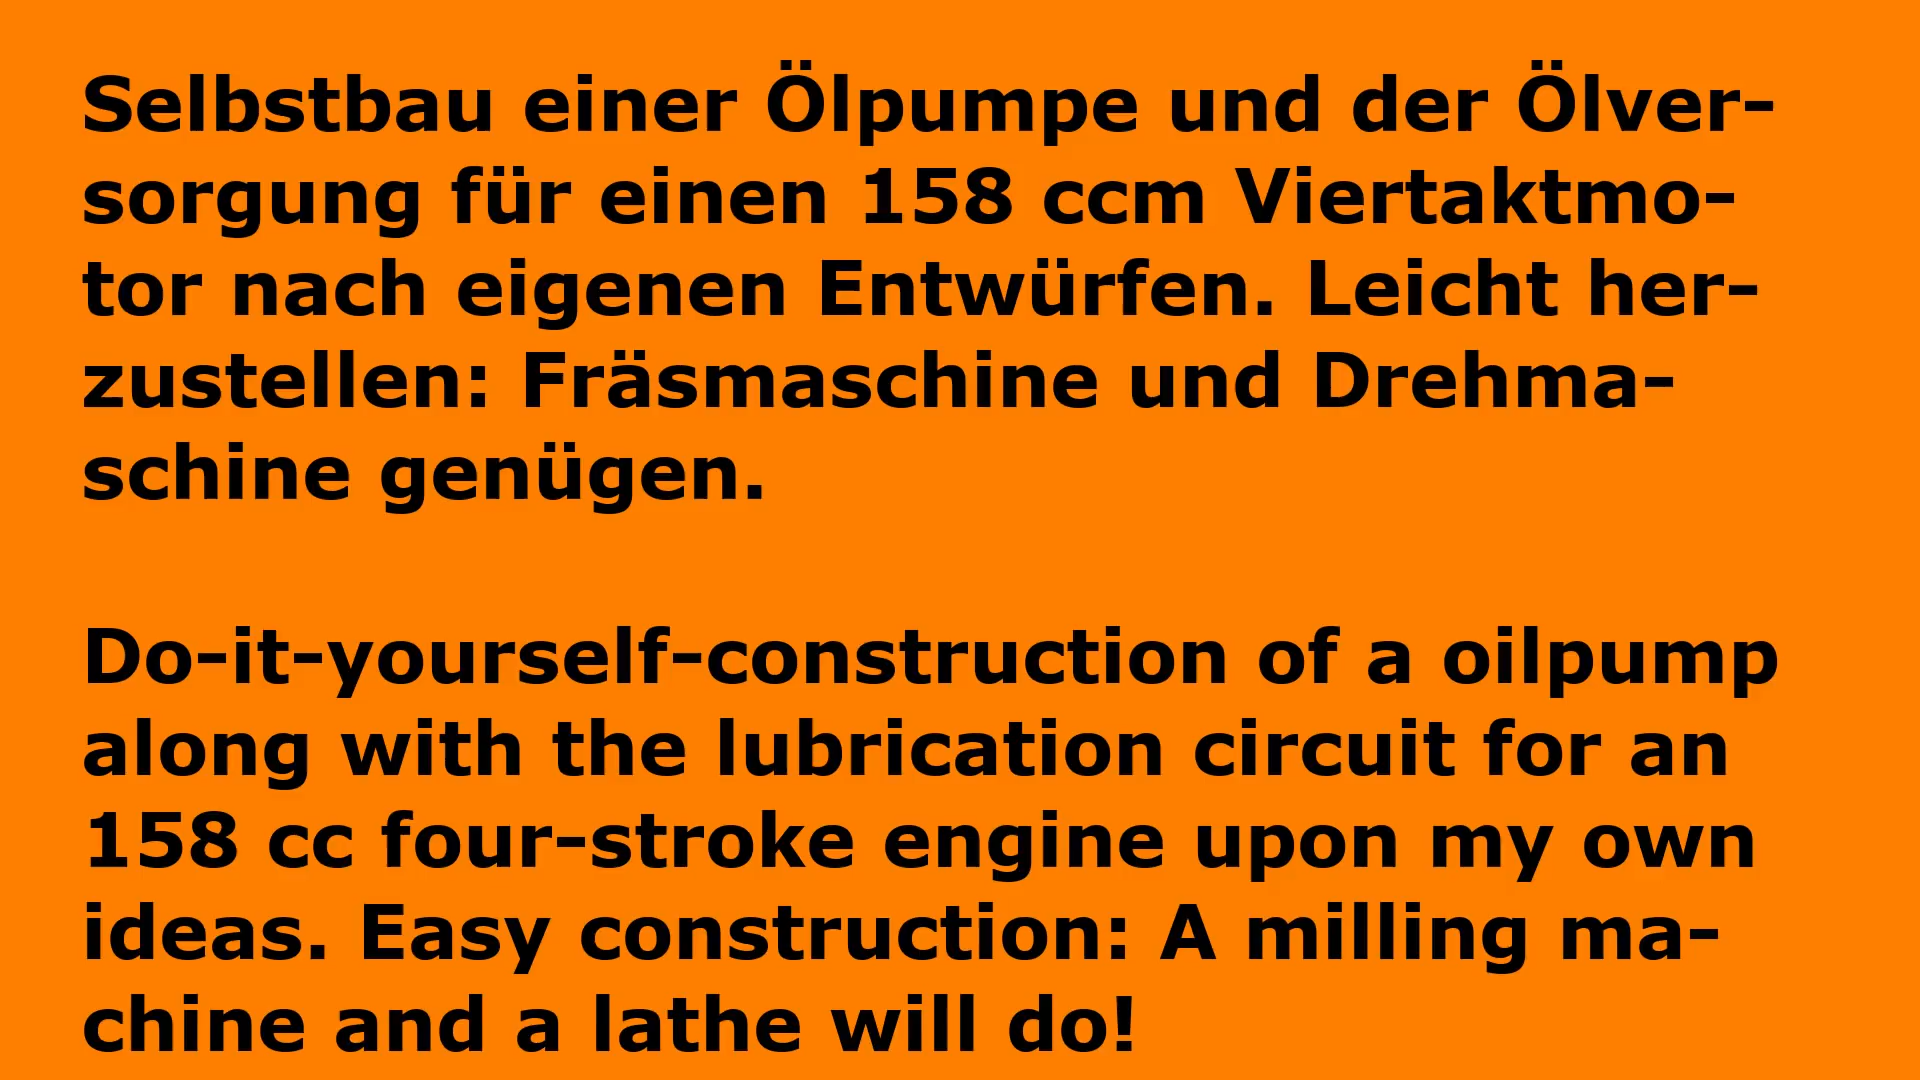 Selbstbau einer Ölpumpe und der Ölver-
sorgung für einen 158 ccm Viertaktmo-
tor nach eigenen Entwürfen. Leicht her-
zustellen: Fräsmaschine und Drehma-
schine genügen.
Do-it-yourself-construction of a oilpump
along with the lubrication circuit for an
158 cc four-stroke engine upon my own
ideas. Easy construction: A milling ma-
chine and a lathe will do!